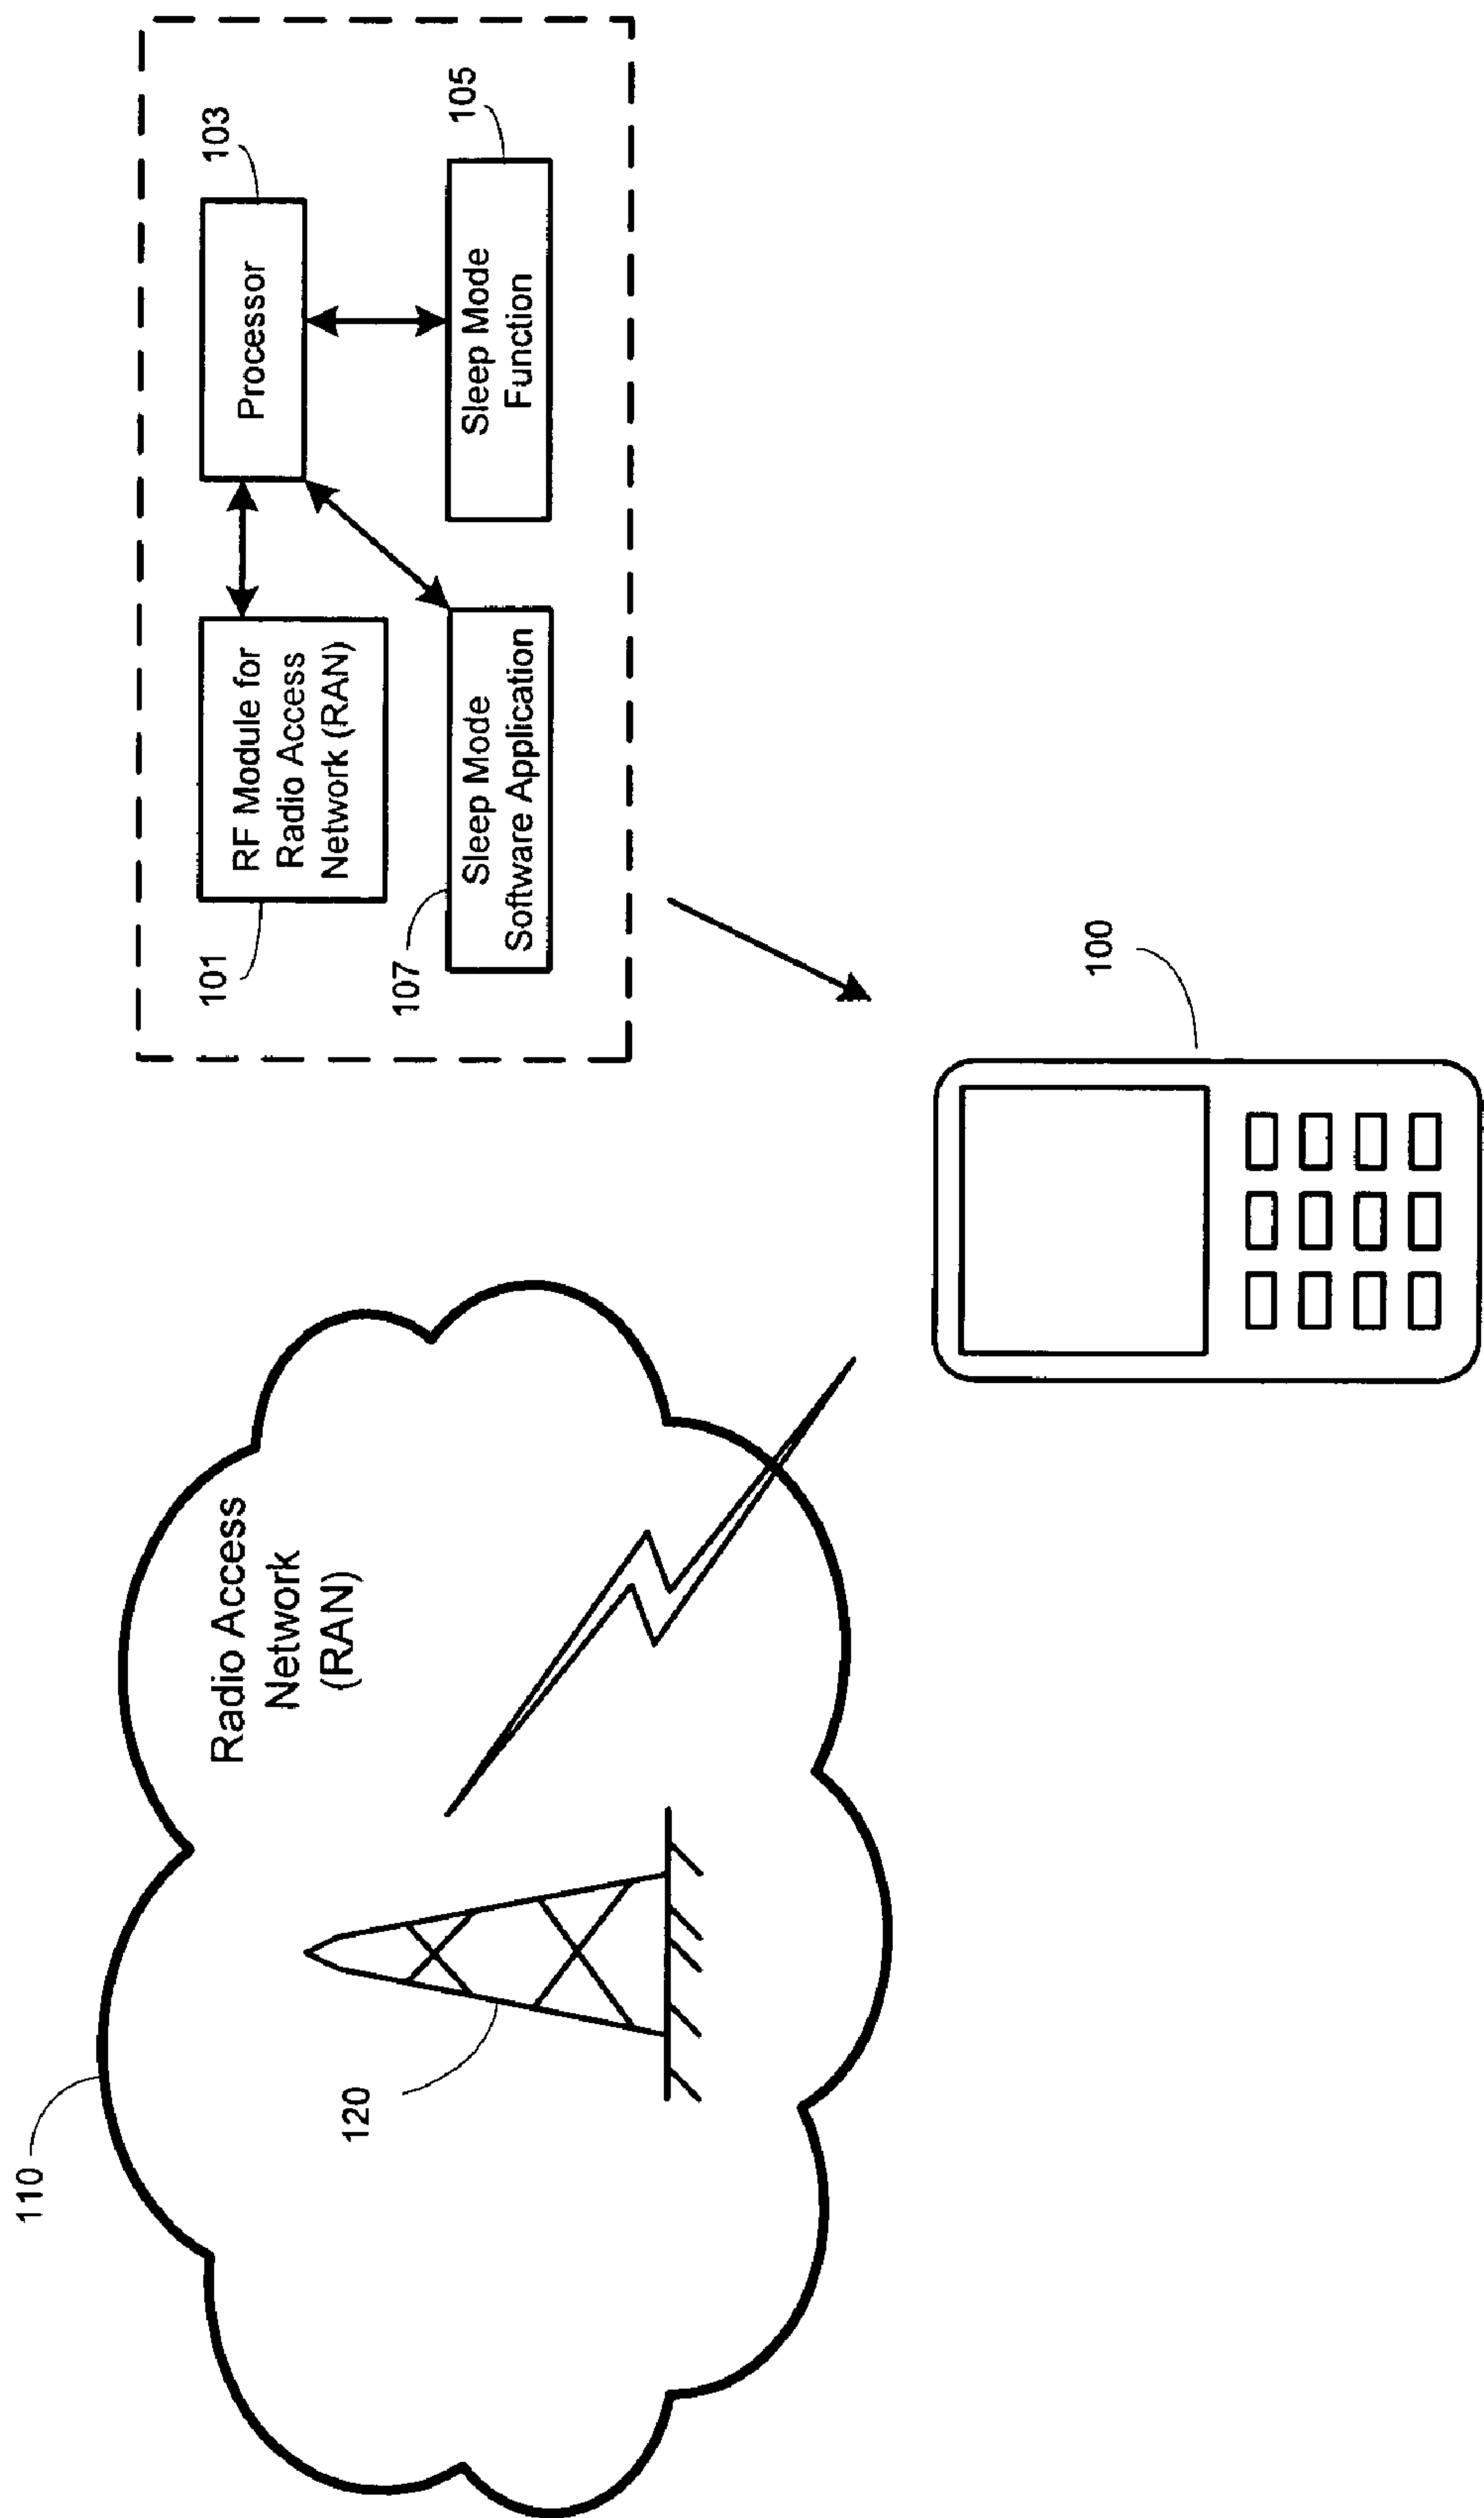 110
120
Radio Access
Network
(RAN)
101
RF Module for
Radio Access
Network (RAN)
103
Processor
107
Sleep Mode
Software Application
105
Sleep Mode
Function
100